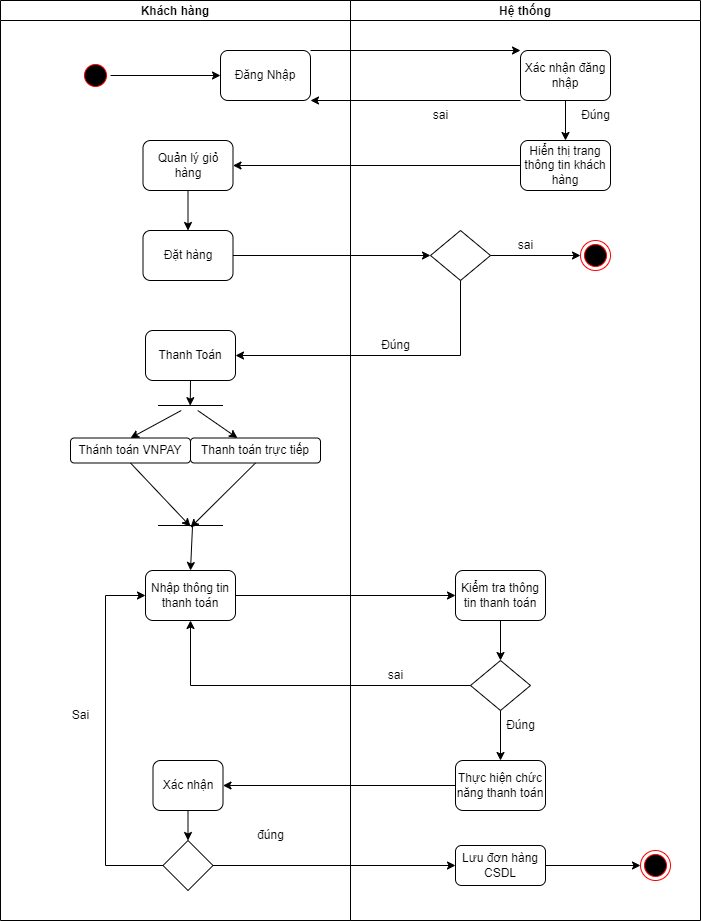 Khách hàng
Hệ thống
Đăng Nhập
Xác nhận đăng
nhập
sai
Đúng
Quản lý giỏ
hàng
Hiển thị trang
thông tin khách
hàng
Đặt hàng
sai
Đúng
Thanh Toán
Thánh toán VNPAY
Thanh toán trực tiếp
Nhập thông tin
thanh toán
Kiểm tra thông
tin thanh toán
sai
Sai
Đúng
Xác nhận
Thực hiện chức
năng thanh toán
đúng
Lưu đơn hàng
CSDL